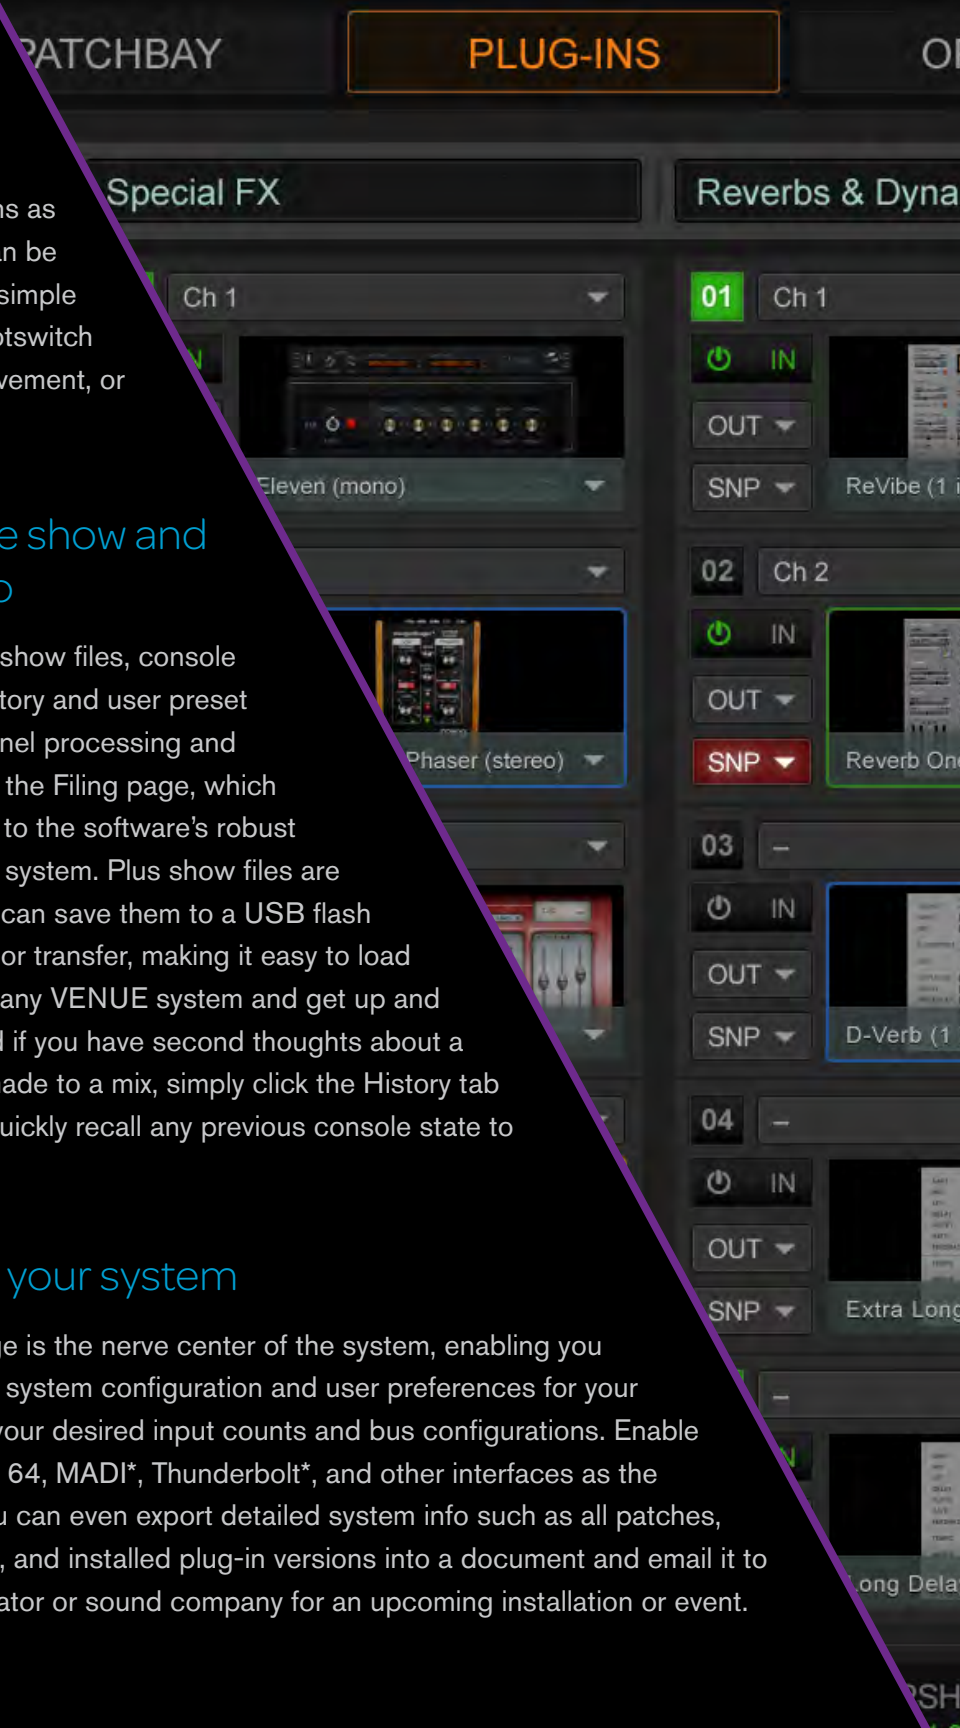 PATCHBAY
PLUG-INS
Special FX
Reverbs & Dyna
Ch 1
Eleven (mono)
Phaser (stereo)
01
Ch 1
IN
OUT
SNP
ReVibe (1 i
02
Ch 2
IN
OUT
SNP
Reverb One
03
–
IN
OUT
SNP
D-Verb (1
04
–
IN
OUT
SNP
Extra Long
–
Long Dela
ns as
an be
simple
otswitch
vement, or
e show and
o
show files, console
tory and user preset
nel processing and
the Filing page, which
to the software's robust
system. Plus show files are
can save them to a USB flash
or transfer, making it easy to load
any VENUE system and get up and
d if you have second thoughts about a
ade to a mix, simply click the History tab
uickly recall any previous console state to
your system
ge is the nerve center of the system, enabling you
system configuration and user preferences for your
your desired input counts and bus configurations. Enable
64, MADI*, Thunderbolt*, and other interfaces as the
u can even export detailed system info such as all patches,
, and installed plug-in versions into a document and email it to
ator or sound company for an upcoming installation or event.